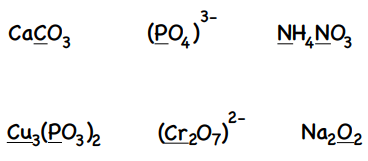 CaCO₃ (PO₄)³⁻ NH₄NO₃
Cu₃(PO₃)₂ (Cr₂O₇)²⁻ Na₂O₂